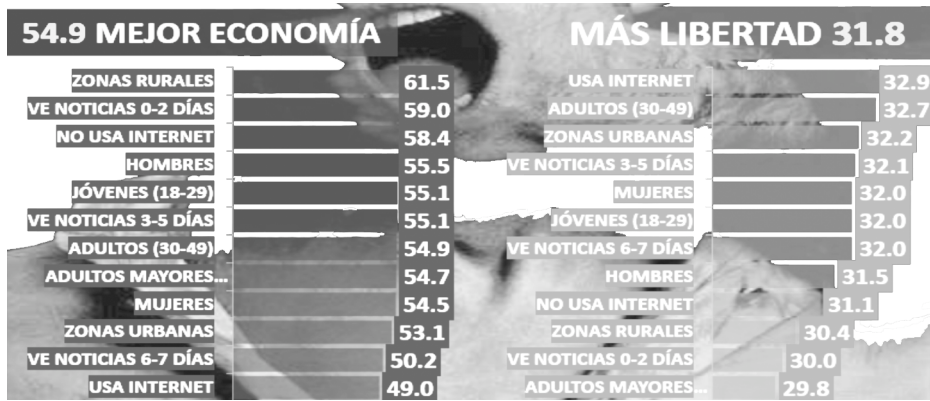 54.9 MEJOR ECONOMÍA
ZONAS RURALES 61.5
VE NOTICIAS 0-2 DÍAS 59.0
NO USA INTERNET 58.4
HOMBRES 55.5
JÓVENES (18-29) 55.1
VE NOTICIAS 3-5 DÍAS 55.1
ADULTOS (30-49) 54.9
ADULTOS MAYORES... 54.7
MUJERES 54.5
ZONAS URBANAS 53.1
VE NOTICIAS 6-7 DÍAS 50.2
USA INTERNET 49.0
MÁS LIBERTAD 31.8
USA INTERNET 32.9
ADULTOS (30-49) 32.7
ZONAS URBANAS 32.2
VE NOTICIAS 3-5 DÍAS 32.1
MUJERES 32.0
JÓVENES (18-29) 32.0
VE NOTICIAS 6-7 DÍAS 32.0
HOMBRES 31.5
NO USA INTERNET 31.1
ZONAS RURALES 30.4
VE NOTICIAS 0-2 DÍAS 30.0
ADULTOS MAYORES... 29.8